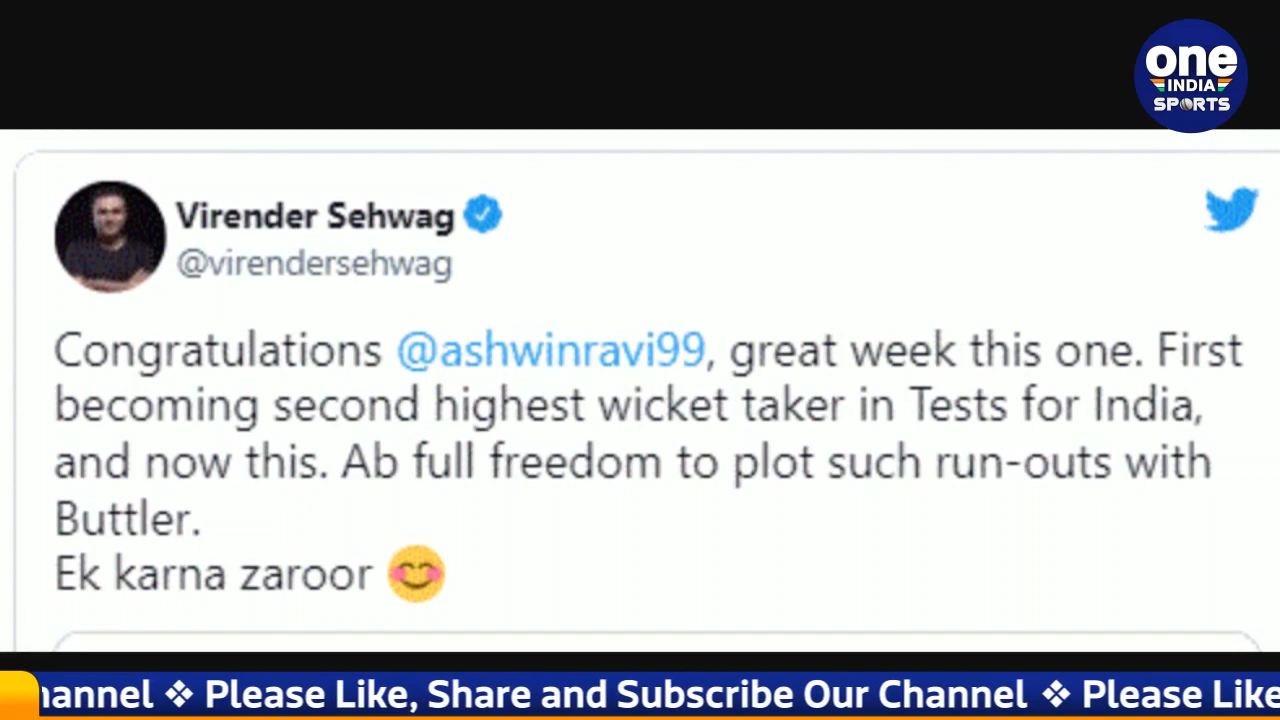 one
INDIA
SPORTS
Virender Sehwag
@virendersehwag
Congratulations @ashwinravi99, great week this one. First
becoming second highest wicket taker in Tests for India,
and now this. Ab full freedom to plot such run-outs with
Buttler.
Ek karna zaroor 😊
hannel ❖ Please Like, Share and Subscribe Our Channel ❖ Please Like